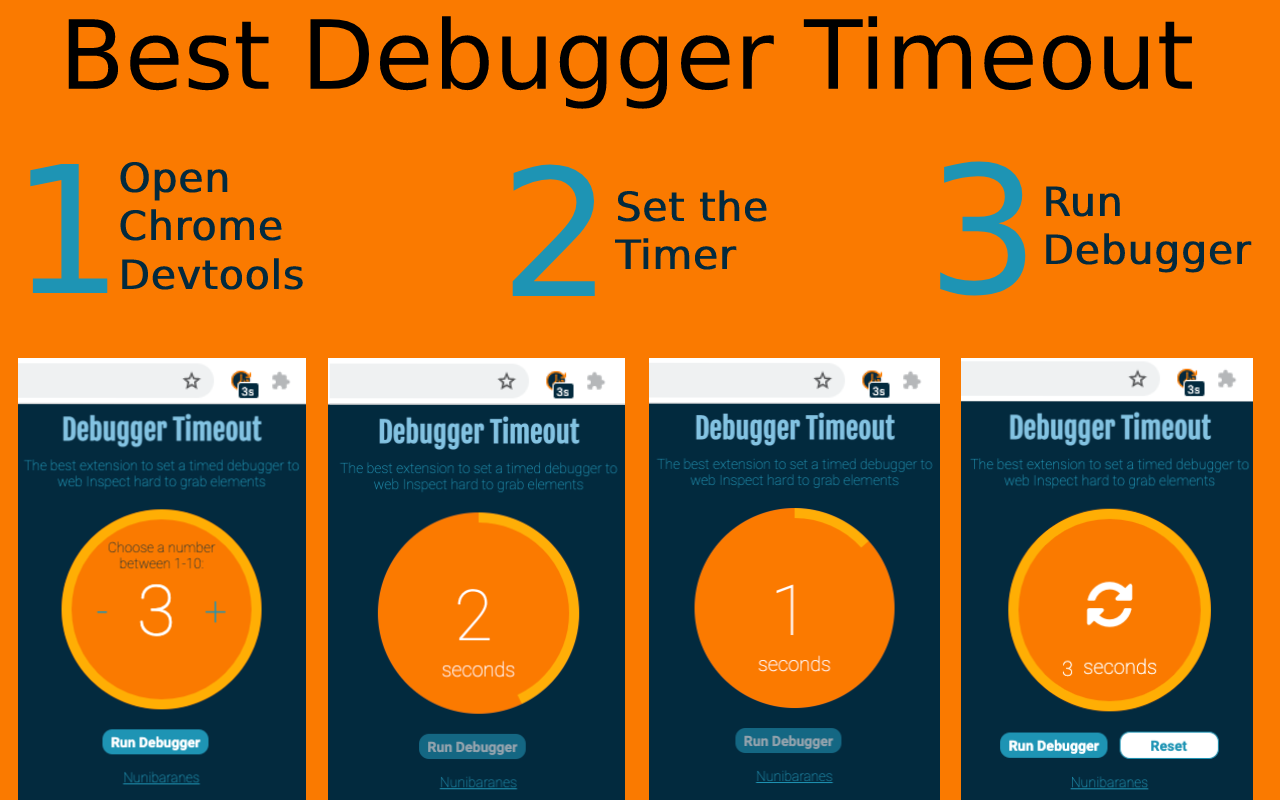 Best Debugger Timeout
1
Open
Chrome
Devtools
2
Set the
Timer
3
Run
Debugger
3s
Debugger Timeout
The best extension to set a timed debugger to
web Inspect hard to grab elements
Choose a number
between 1-10:
- 3 +
Run Debugger
Nunibaranes
3s
Debugger Timeout
The best extension to set a timed debugger to
web Inspect hard to grab elements
2
seconds
Run Debugger
Nunibaranes
3s
Debugger Timeout
The best extension to set a timed debugger to
web Inspect hard to grab elements
1
seconds
Run Debugger
Nunibaranes
3s
Debugger Timeout
The best extension to set a timed debugger to
web Inspect hard to grab elements
3 seconds
Run Debugger Reset
Nunibaranes